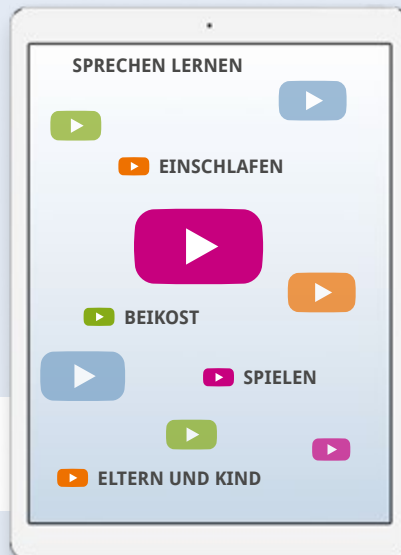 SPRECHEN LERNEN
EINSCHLAFEN
BEIKOST
SPIELEN
ELTERN UND KIND